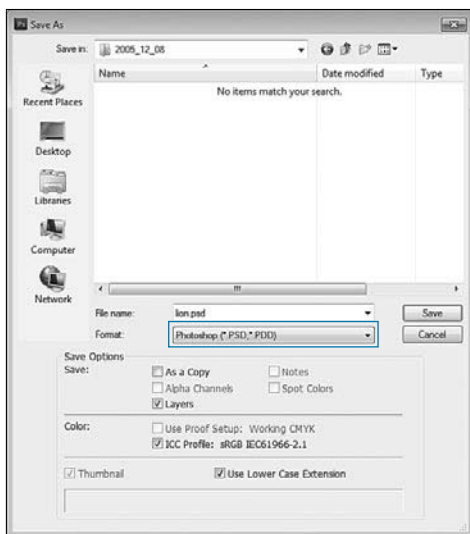 Ps Save As
Save in: 2005_12_08
Name Date modified Type
No items match your search.
Recent Places
Desktop
Libraries
Computer
Network
File name: lion.psd Save
Format: Photoshop (*.PSD;*.PDD) Cancel
Save Options
Save: As a Copy Notes
Alpha Channels Spot Colors
Layers
Color: Use Proof Setup: Working CMYK
ICC Profile: sRGB IEC61966-2.1
Thumbnail Use Lower Case Extension